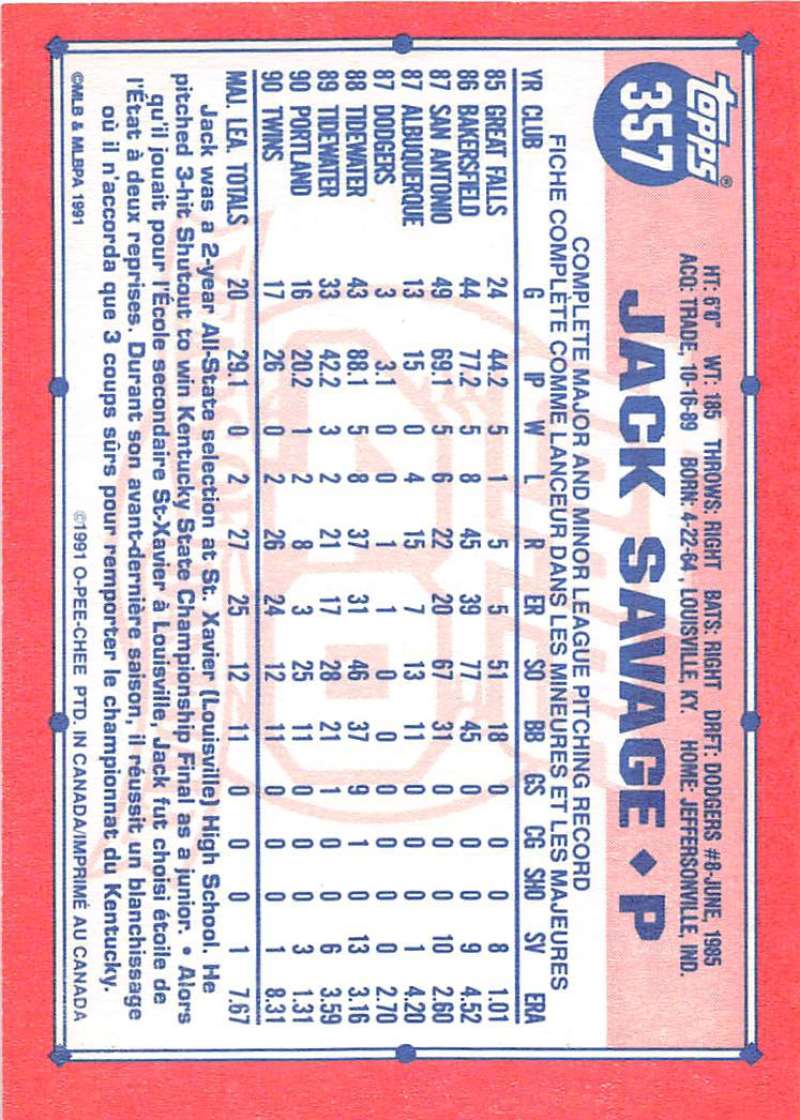 TOPPS®
357
HT: 6'0" WT: 185 THROWS: RIGHT BATS: RIGHT DRFT: DODGERS #8-JUNE, 1985
ACQ: TRADE, 10-16-89 BORN: 4-22-64, LOUISVILLE, KY. HOME: JEFFERSONVILLE, IND.
JACK SAVAGE ♦ P
COMPLETE MAJOR AND MINOR LEAGUE PITCHING RECORD
FICHE COMPLÈTE COMME LANCEUR DANS LES MINEURES ET LES MAJEURES
YR CLUB G IP W L R ER SO BB GS CG SHO SV ERA
85 GREAT FALLS 24 44.2 5 1 5 5 51 18 0 0 0 8 1.01
86 BAKERSFIELD 44 77.2 5 8 45 39 77 45 0 0 0 9 4.52
87 SAN ANTONIO 49 69.1 5 6 22 20 67 31 0 0 0 10 2.60
87 ALBUQUERQUE 13 15 0 4 15 7 13 11 0 0 0 1 4.20
87 DODGERS 3 3.1 0 0 1 1 0 0 0 0 0 0 2.70
88 TIDEWATER 43 88.1 5 8 37 31 46 37 9 1 0 13 3.16
89 TIDEWATER 33 42.2 3 2 21 17 28 21 1 0 0 6 3.59
90 PORTLAND 16 20.2 1 2 8 3 25 11 0 0 0 3 1.31
90 TWINS 17 26 0 2 26 24 12 11 0 0 0 1 8.31
MAJ. LEA. TOTALS 20 29.1 0 2 27 25 12 11 0 0 0 1 7.67
Jack was a 2-year All-State selection at St. Xavier (Louisville) High School. He
pitched 3-hit Shutout to win Kentucky State Championship Final as a junior. • Alors
qu'il jouait pour l'École secondaire St-Xavier à Louisville, Jack fut choisi étoile de
l'État à deux reprises. Durant son avant-dernière saison, il réussit un blanchissage
où il n'accorda que 3 coups sûrs pour remporter le championnat du Kentucky.
©MLB & MLBPA 1991 ©1991 O-PEE-CHEE PTD. IN CANADA/IMPRIMÉ AU CANADA